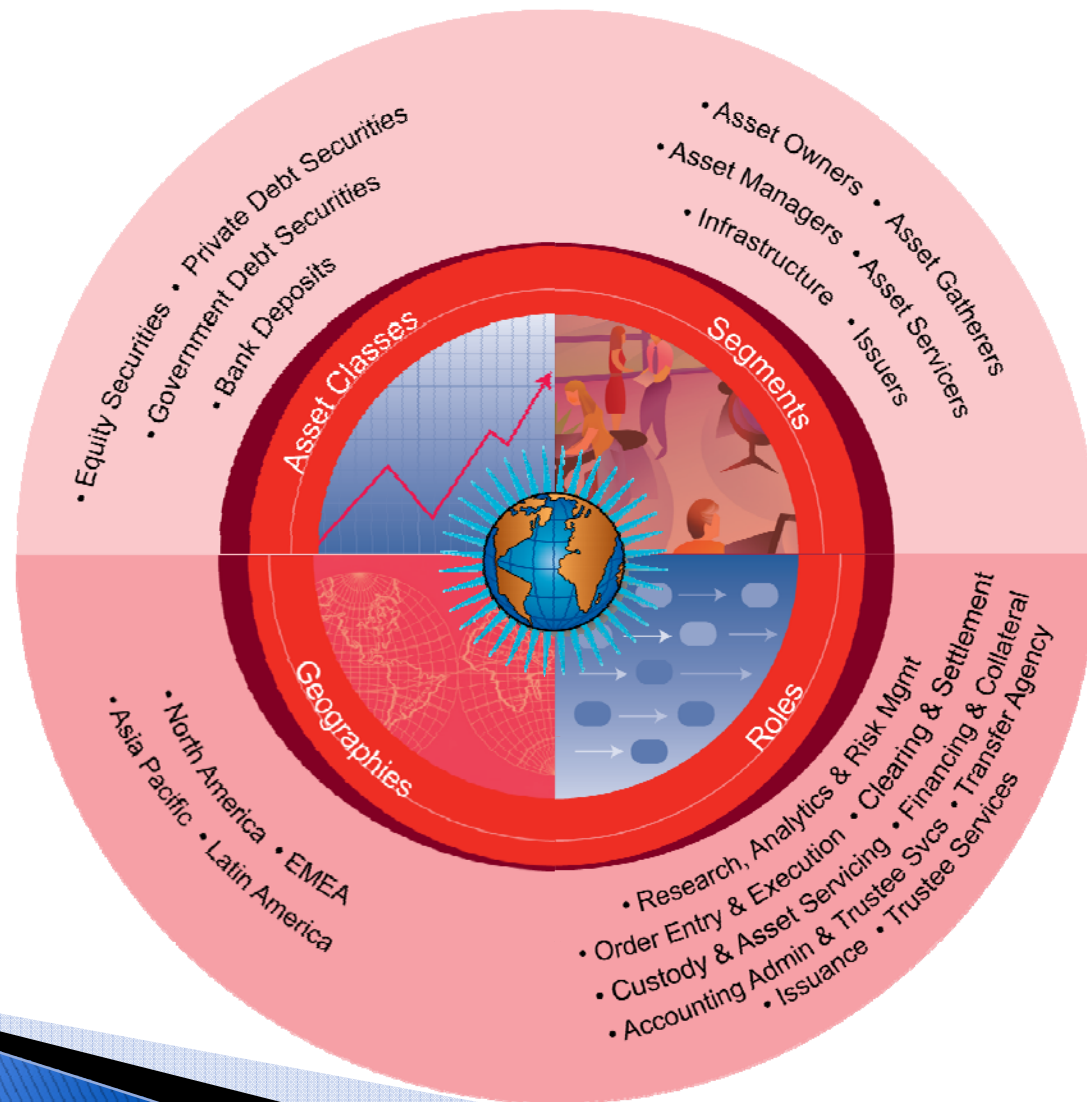 Asset Classes
• Equity Securities • Private Debt Securities
• Government Debt Securities
• Bank Deposits
Segments
• Asset Owners • Asset Gatherers
• Asset Managers • Asset Servicers
• Infrastructure • Issuers
Geographies
• North America • EMEA
• Asia Pacific • Latin America
Roles
• Research, Analytics & Risk Mgmt
• Order Entry & Execution • Clearing & Settlement
• Custody & Asset Servicing • Financing & Collateral
• Accounting Admin & Trustee Svcs • Transfer Agency
• Issuance • Trustee Services